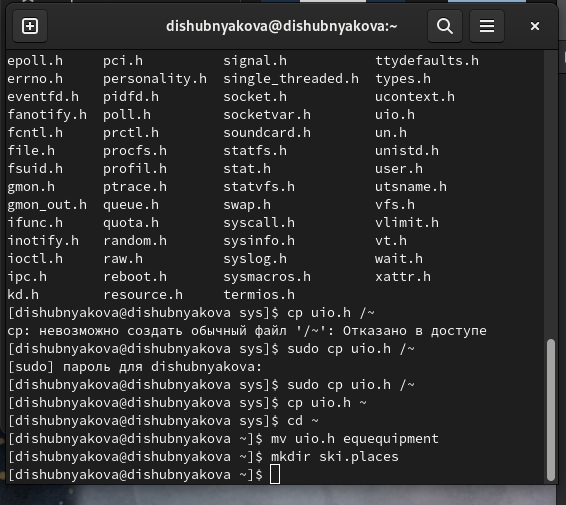 dishubnyakova@dishubnyakova:~
epoll.h pci.h signal.h ttydefaults.h
errno.h personality.h single_threaded.h types.h
eventfd.h pidfd.h socket.h ucontext.h
fanotify.h poll.h socketvar.h uio.h
fcntl.h prctl.h soundcard.h un.h
file.h procfs.h statfs.h unistd.h
fsuid.h profil.h stat.h user.h
gmon.h ptrace.h statvfs.h utsname.h
gmon_out.h queue.h swap.h vfs.h
ifunc.h quota.h syscall.h vlimit.h
inotify.h random.h sysinfo.h vt.h
ioctl.h raw.h syslog.h wait.h
ipc.h reboot.h sysmacros.h xattr.h
kd.h resource.h termios.h
[dishubnyakova@dishubnyakova sys]$ cp uio.h /~
cp: невозможно создать обычный файл '/~': Отказано в доступе
[dishubnyakova@dishubnyakova sys]$ sudo cp uio.h /~
[sudo] пароль для dishubnyakova:
[dishubnyakova@dishubnyakova sys]$ sudo cp uio.h /~
[dishubnyakova@dishubnyakova sys]$ cp uio.h ~
[dishubnyakova@dishubnyakova sys]$ cd ~
[dishubnyakova@dishubnyakova ~]$ mv uio.h equequipment
[dishubnyakova@dishubnyakova ~]$ mkdir ski.places
[dishubnyakova@dishubnyakova ~]$